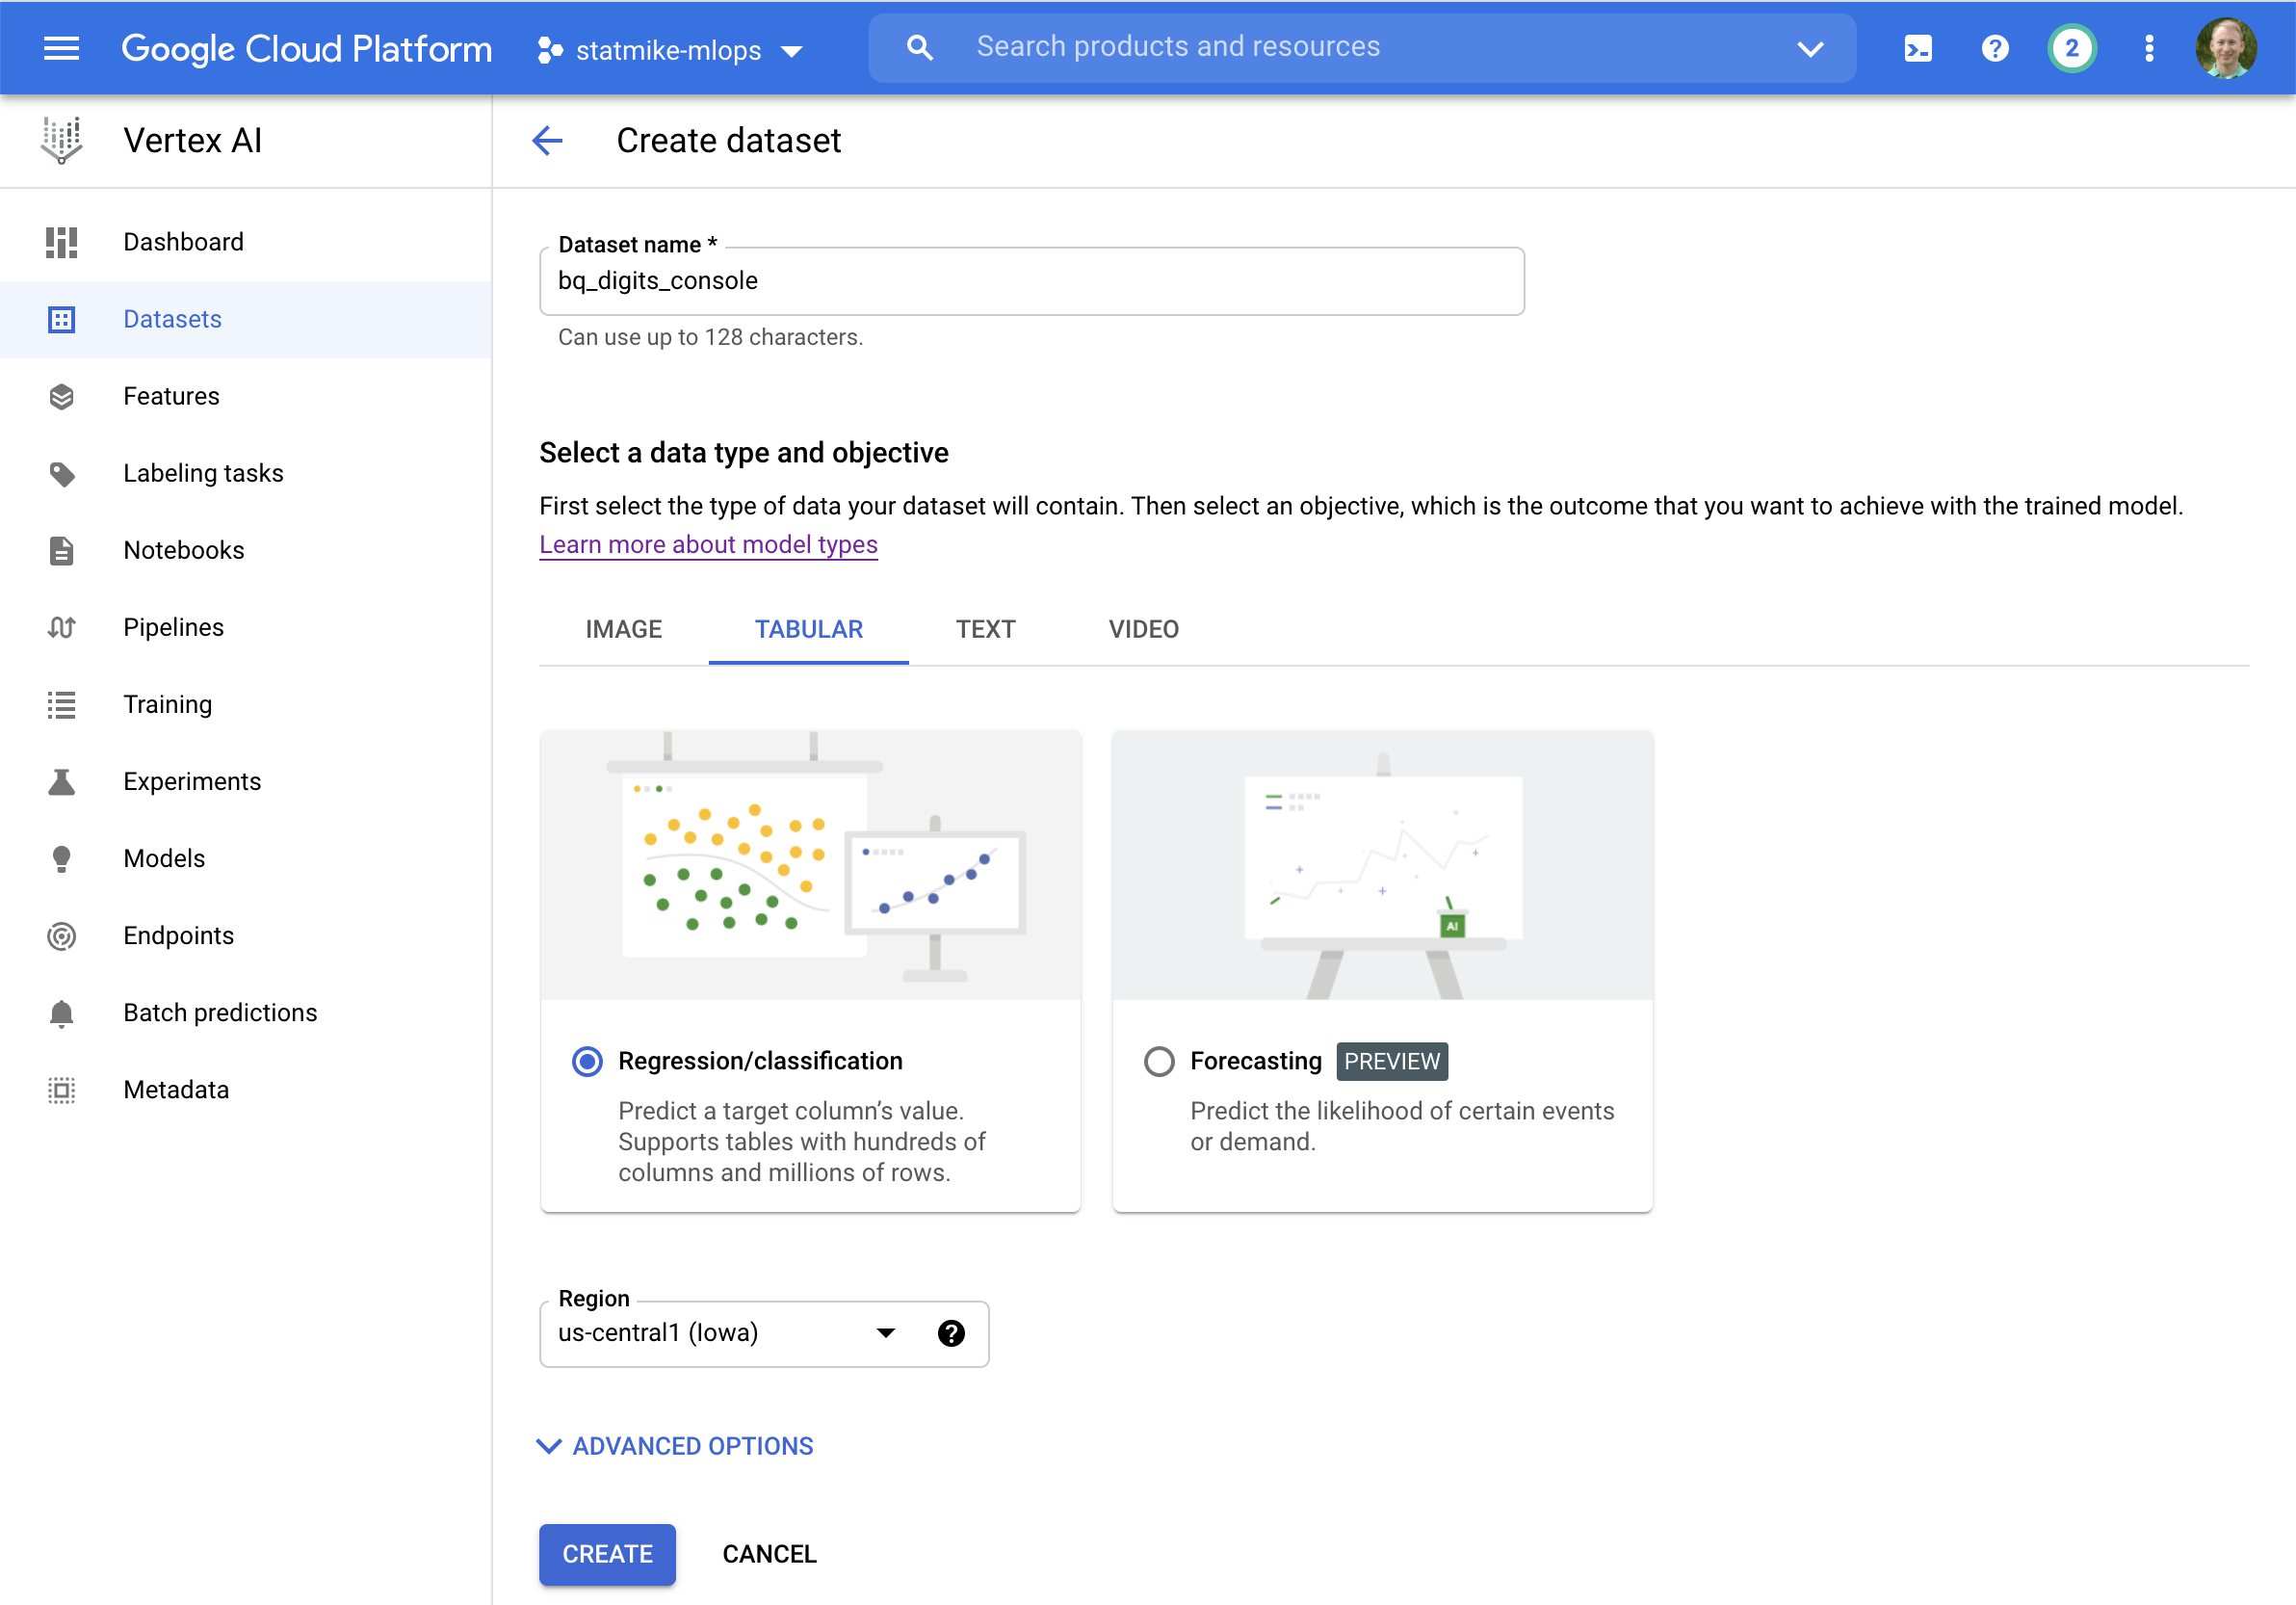 Google Cloud Platform
statmike-mlops
Search products and resources
2
Vertex AI
Create dataset
Dashboard
Datasets
Features
Labeling tasks
Notebooks
Pipelines
Training
Experiments
Models
Endpoints
Batch predictions
Metadata
Dataset name *
bq_digits_console
Can use up to 128 characters.
Select a data type and objective
First select the type of data your dataset will contain. Then select an objective, which is the outcome that you want to achieve with the trained model.
Learn more about model types
IMAGE
TABULAR
TEXT
VIDEO
AI
Regression/classification
Predict a target column’s value.
Supports tables with hundreds of
columns and millions of rows.
Forecasting
PREVIEW
Predict the likelihood of certain events
or demand.
Region
us-central1 (Iowa)
ADVANCED OPTIONS
CREATE
CANCEL